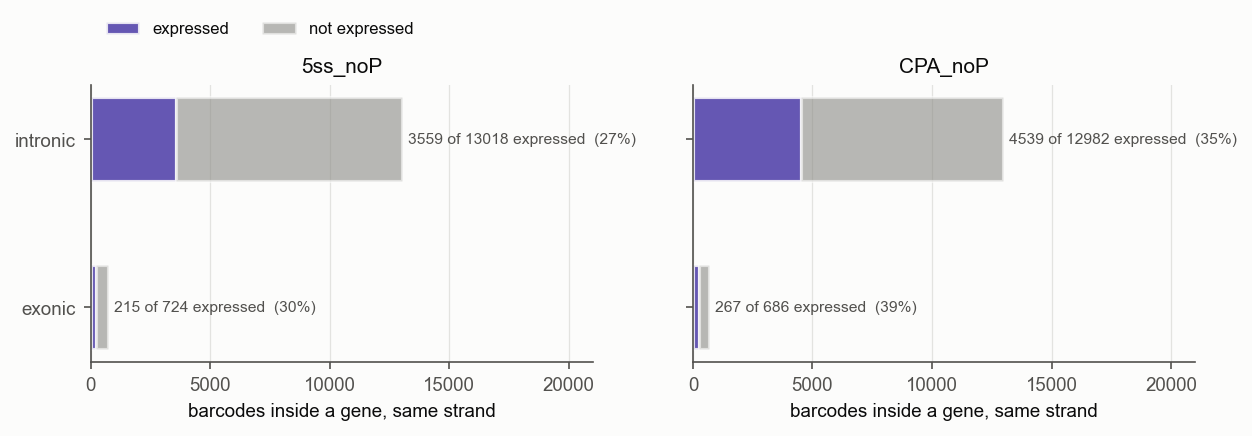 expressed not expressed
5ss_noP
intronic
3559 of 13018 expressed (27%)
exonic
215 of 724 expressed (30%)
0 5000 10000 15000 20000
barcodes inside a gene, same strand
CPA_noP
4539 of 12982 expressed (35%)
267 of 686 expressed (39%)
0 5000 10000 15000 20000
barcodes inside a gene, same strand